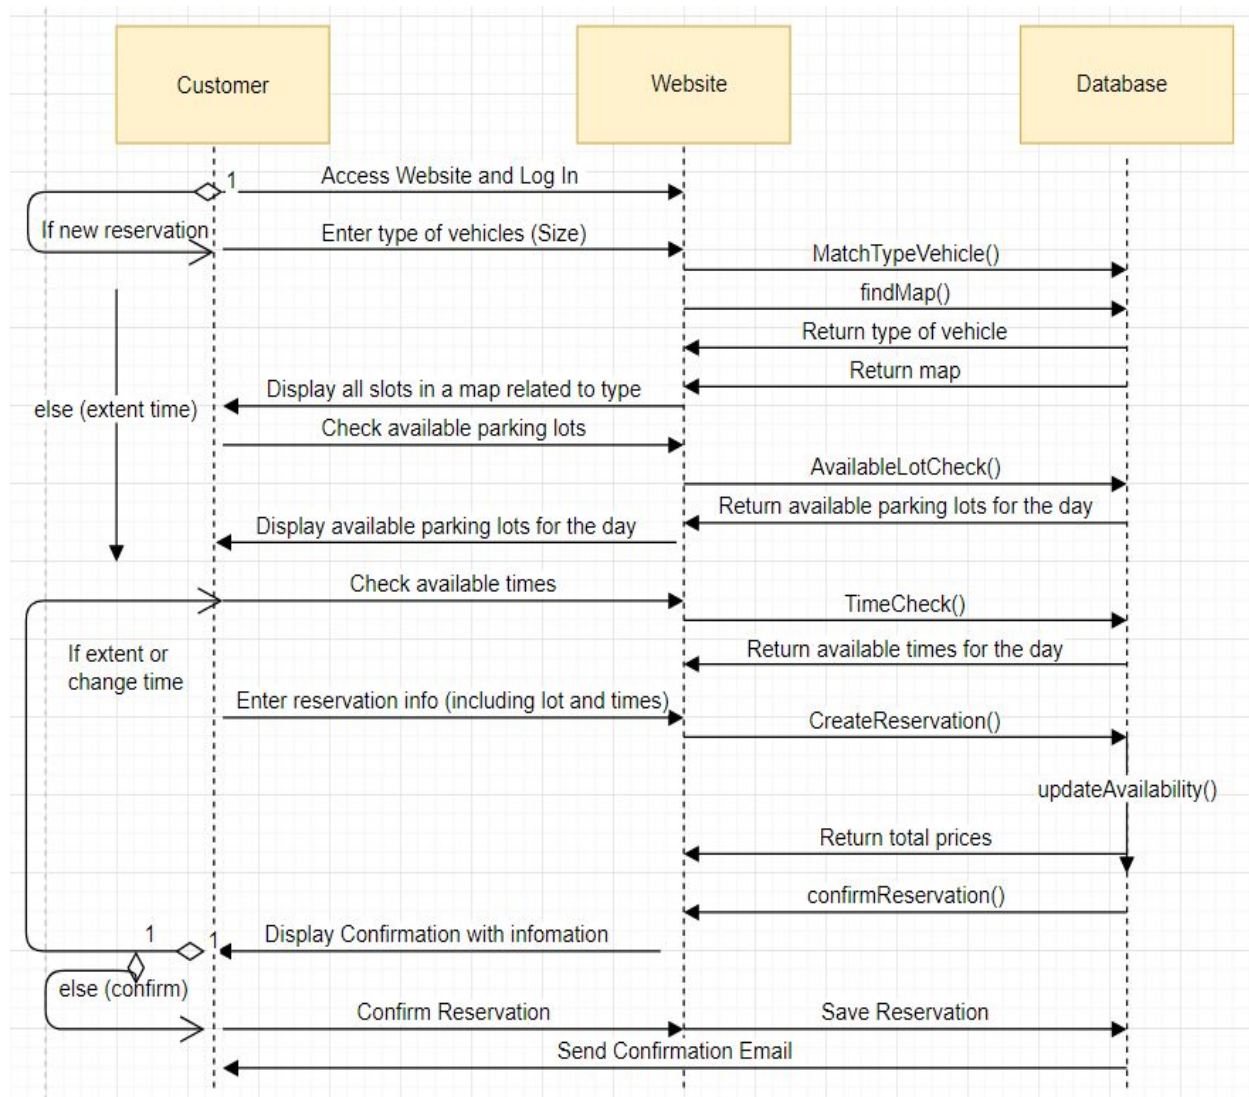 Customer
Website
Database
1
Access Website and Log In
If new reservation
Enter type of vehicles (Size)
MatchTypeVehicle()
findMap()
Return type of vehicle
Return map
Display all slots in a map related to type
else (extent time)
Check available parking lots
AvailableLotCheck()
Return available parking lots for the day
Display available parking lots for the day
Check available times
TimeCheck()
Return available times for the day
If extent or
change time
Enter reservation info (including lot and times)
CreateReservation()
updateAvailability()
Return total prices
confirmReservation()
1
1
Display Confirmation with infomation
else (confirm)
Confirm Reservation
Save Reservation
Send Confirmation Email